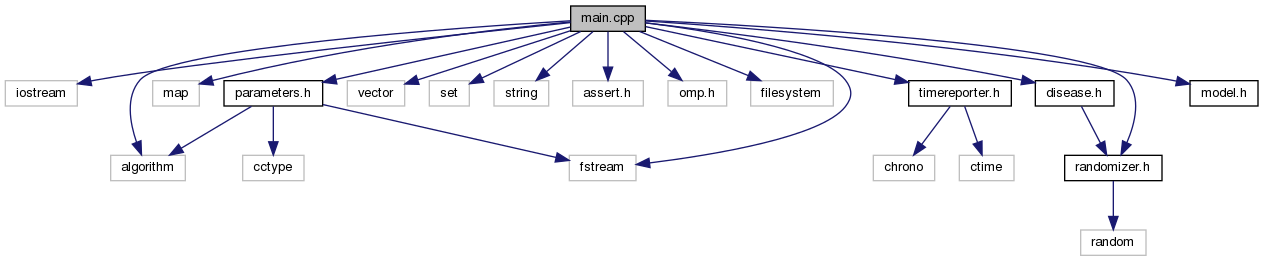 main.cpp
iostream
map
parameters.h
vector
set
string
assert.h
omp.h
filesystem
timereporter.h
disease.h
model.h
algorithm
cctype
fstream
chrono
ctime
randomizer.h
random